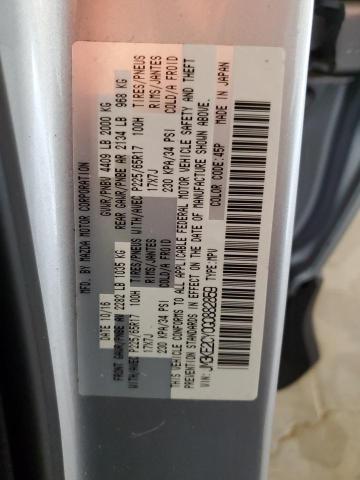 MFD. BY MAZDA MOTOR CORPORATION
DATE: 10/16 GVWR/PNBV 4409 LB 2000 KG
FRONT GAWR/PNBE AV 2282 LB 1035 KG REAR GAWR/PNBE AR 2134 LB 968 KG
WITH/AVEC P225/65R17 TIRES/PNEUS WITH/AVEC P225/65R17 100H TIRES/PNEUS
17X7J RIMS/JANTES 17X7J RIMS/JANTES
230 KPA/34 PSI COLD/A FROID 230 KPA/34 PSI COLD/A FROID
THIS VEHICLE CONFORMS TO ALL APPLICABLE FEDERAL MOTOR VEHICLE SAFETY AND THEFT
PREVENTION STANDARDS IN EFFECT ON THE DATE OF MANUFACTURE SHOWN ABOVE.
COLOR CODE: 45P MADE IN JAPAN
VIN: TYPE: MPV